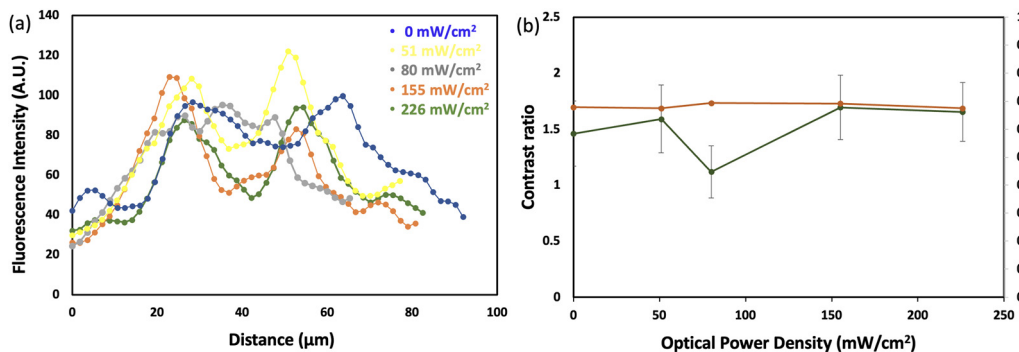 (a)
Fluorescence Intensity (A.U.)
140
120
100
80
60
40
20
0
0 mW/cm²
51 mW/cm²
80 mW/cm²
155 mW/cm²
226 mW/cm²
0 20 40 60 80 100
Distance (μm)
(b)
Contrast ratio
2.5
2
1.5
1
0.5
0
0 50 100 150 200 250
Optical Power Density (mW/cm²)